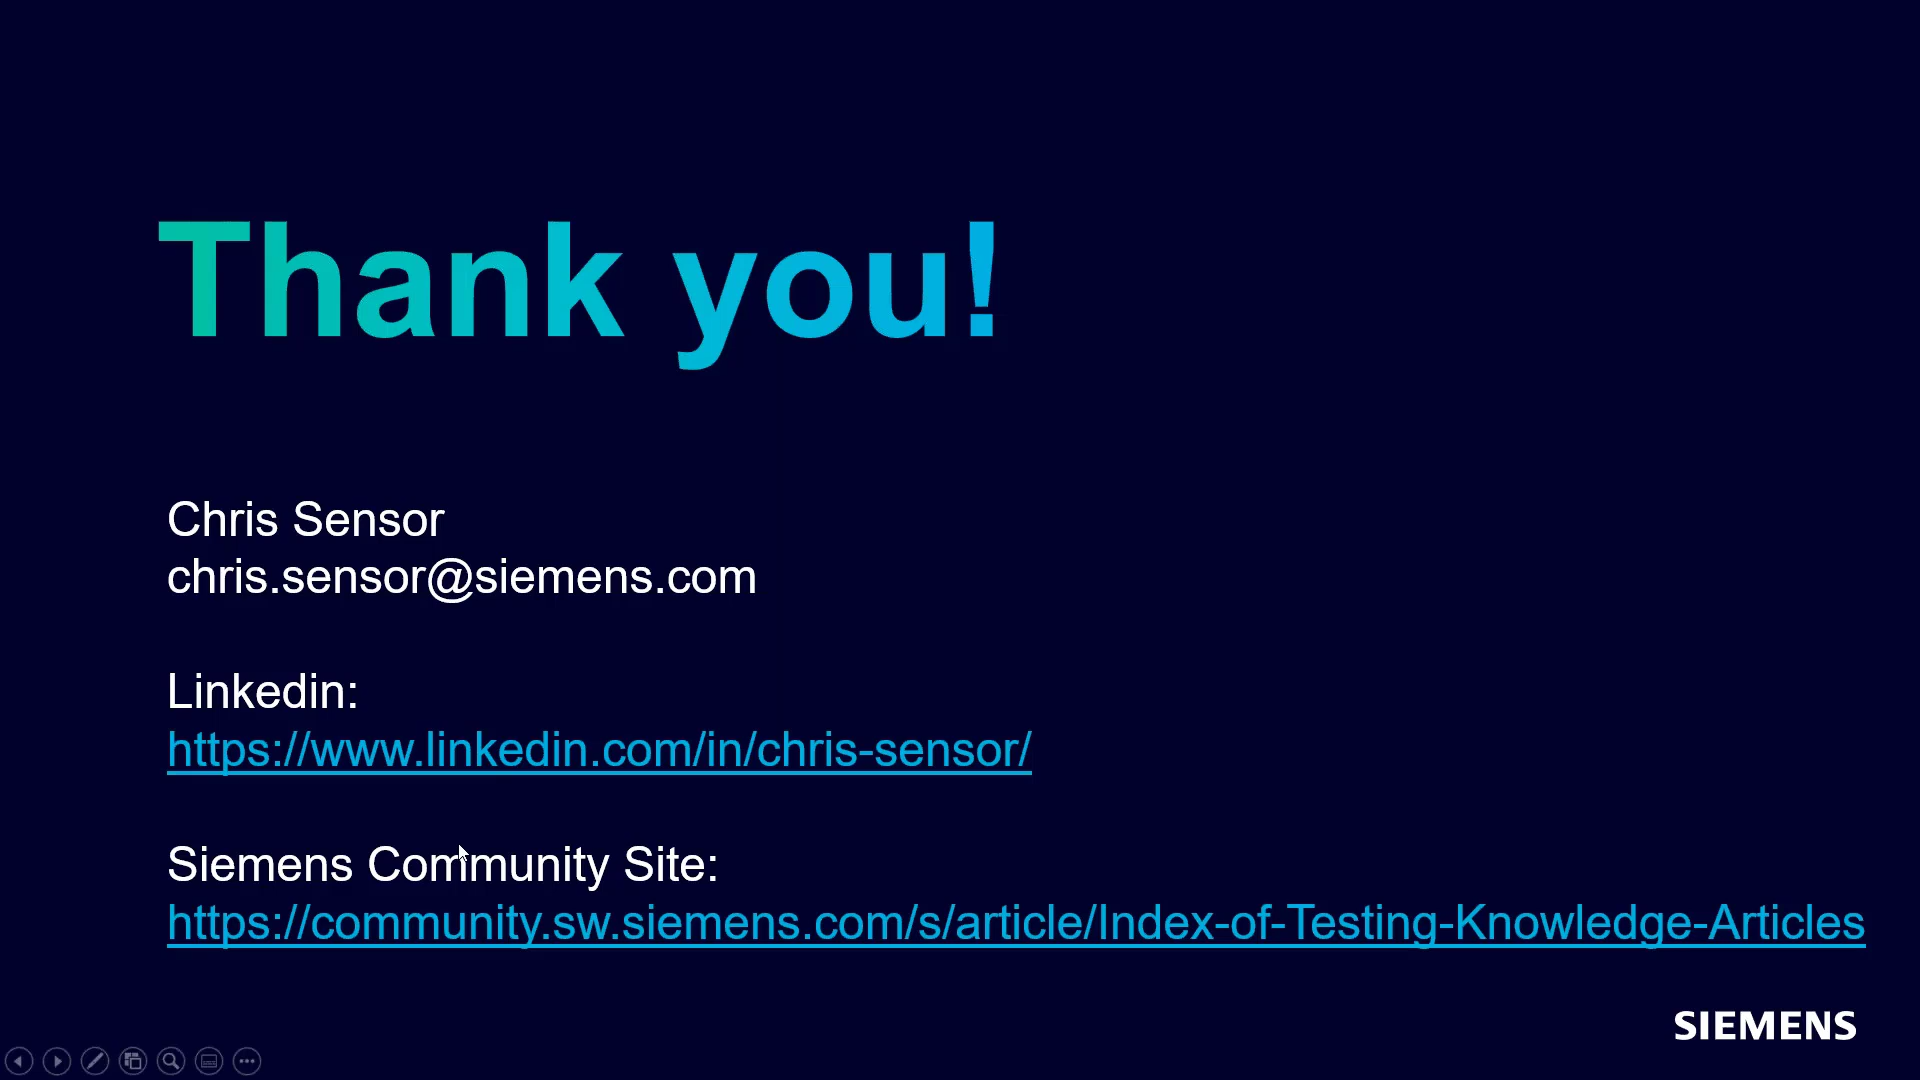 Thank you!
Chris Sensor
chris.sensor@siemens.com
Linkedin:
https://www.linkedin.com/in/chris-sensor/
Siemens Community Site:
https://community.sw.siemens.com/s/article/Index-of-Testing-Knowledge-Articles
SIEMENS